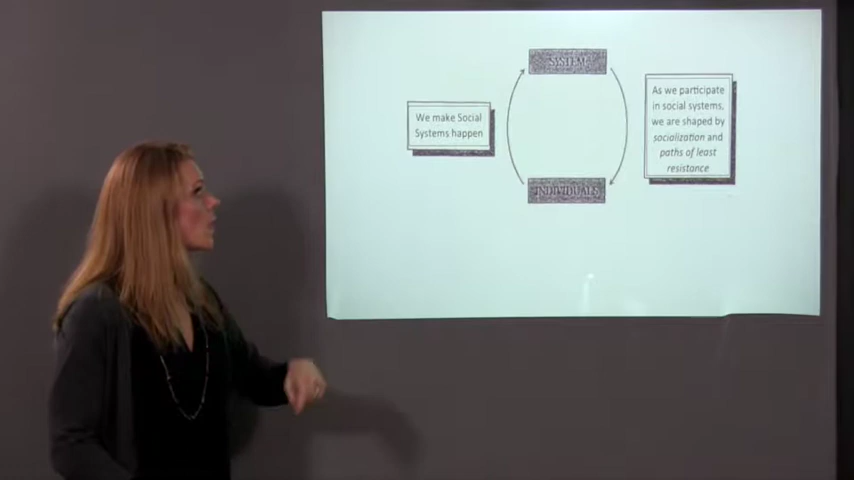 SYSTEM
We make Social
Systems happen
As we participate
in social systems,
we are shaped by
socialization and
paths of least
resistance
INDIVIDUALS